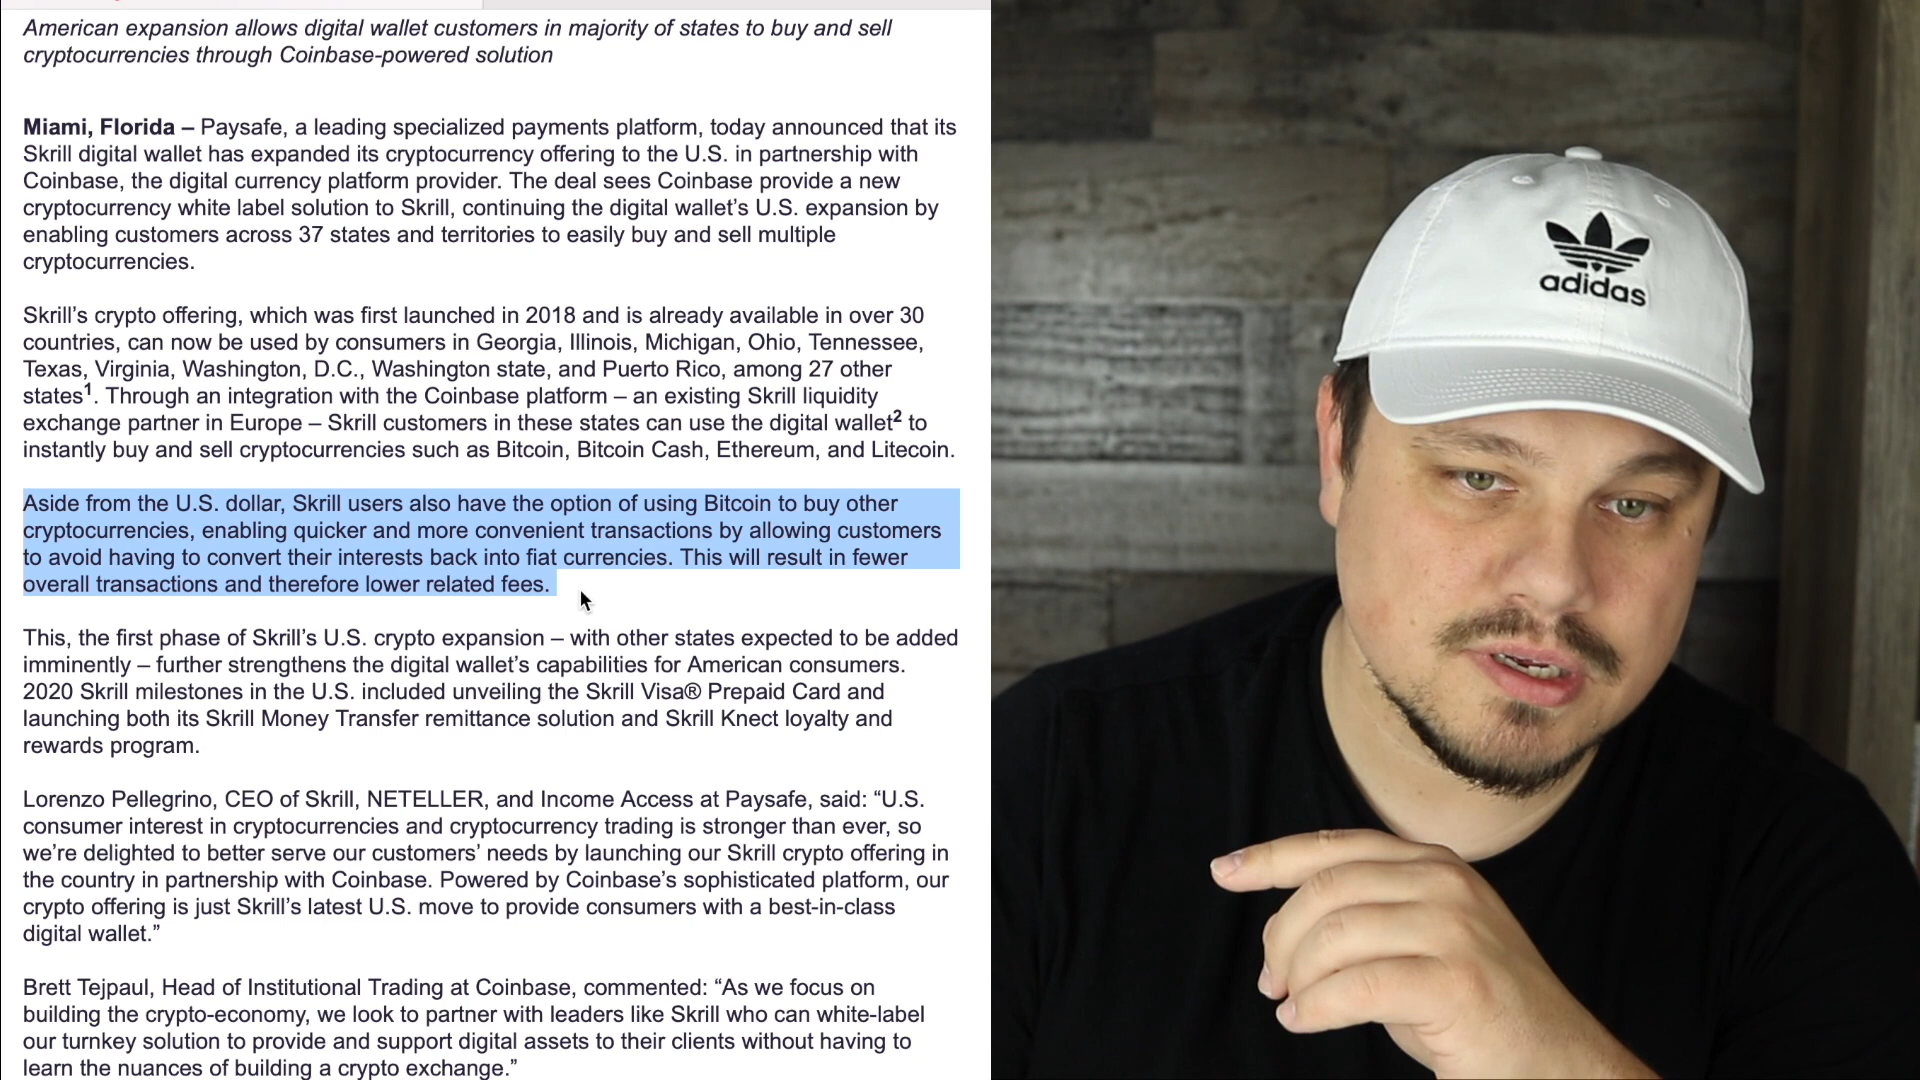 American expansion allows digital wallet customers in majority of states to buy and sell
cryptocurrencies through Coinbase-powered solution
Miami, Florida – Paysafe, a leading specialized payments platform, today announced that its
Skrill digital wallet has expanded its cryptocurrency offering to the U.S. in partnership with
Coinbase, the digital currency platform provider. The deal sees Coinbase provide a new
cryptocurrency white label solution to Skrill, continuing the digital wallet’s U.S. expansion by
enabling customers across 37 states and territories to easily buy and sell multiple
cryptocurrencies.
Skrill’s crypto offering, which was first launched in 2018 and is already available in over 30
countries, can now be used by consumers in Georgia, Illinois, Michigan, Ohio, Tennessee,
Texas, Virginia, Washington, D.C., Washington state, and Puerto Rico, among 27 other
states¹. Through an integration with the Coinbase platform – an existing Skrill liquidity
exchange partner in Europe – Skrill customers in these states can use the digital wallet² to
instantly buy and sell cryptocurrencies such as Bitcoin, Bitcoin Cash, Ethereum, and Litecoin.
Aside from the U.S. dollar, Skrill users also have the option of using Bitcoin to buy other
cryptocurrencies, enabling quicker and more convenient transactions by allowing customers
to avoid having to convert their interests back into fiat currencies. This will result in fewer
overall transactions and therefore lower related fees.
This, the first phase of Skrill’s U.S. crypto expansion – with other states expected to be added
imminently – further strengthens the digital wallet’s capabilities for American consumers.
2020 Skrill milestones in the U.S. included unveiling the Skrill Visa® Prepaid Card and
launching both its Skrill Money Transfer remittance solution and Skrill Knect loyalty and
rewards program.
Lorenzo Pellegrino, CEO of Skrill, NETELLER, and Income Access at Paysafe, said: “U.S.
consumer interest in cryptocurrencies and cryptocurrency trading is stronger than ever, so
we’re delighted to better serve our customers’ needs by launching our Skrill crypto offering in
the country in partnership with Coinbase. Powered by Coinbase’s sophisticated platform, our
crypto offering is just Skrill’s latest U.S. move to provide consumers with a best-in-class
digital wallet.”
Brett Tejpaul, Head of Institutional Trading at Coinbase, commented: “As we focus on
building the crypto-economy, we look to partner with leaders like Skrill who can white-label
our turnkey solution to provide and support digital assets to their clients without having to
learn the nuances of building a crypto exchange.”
adidas